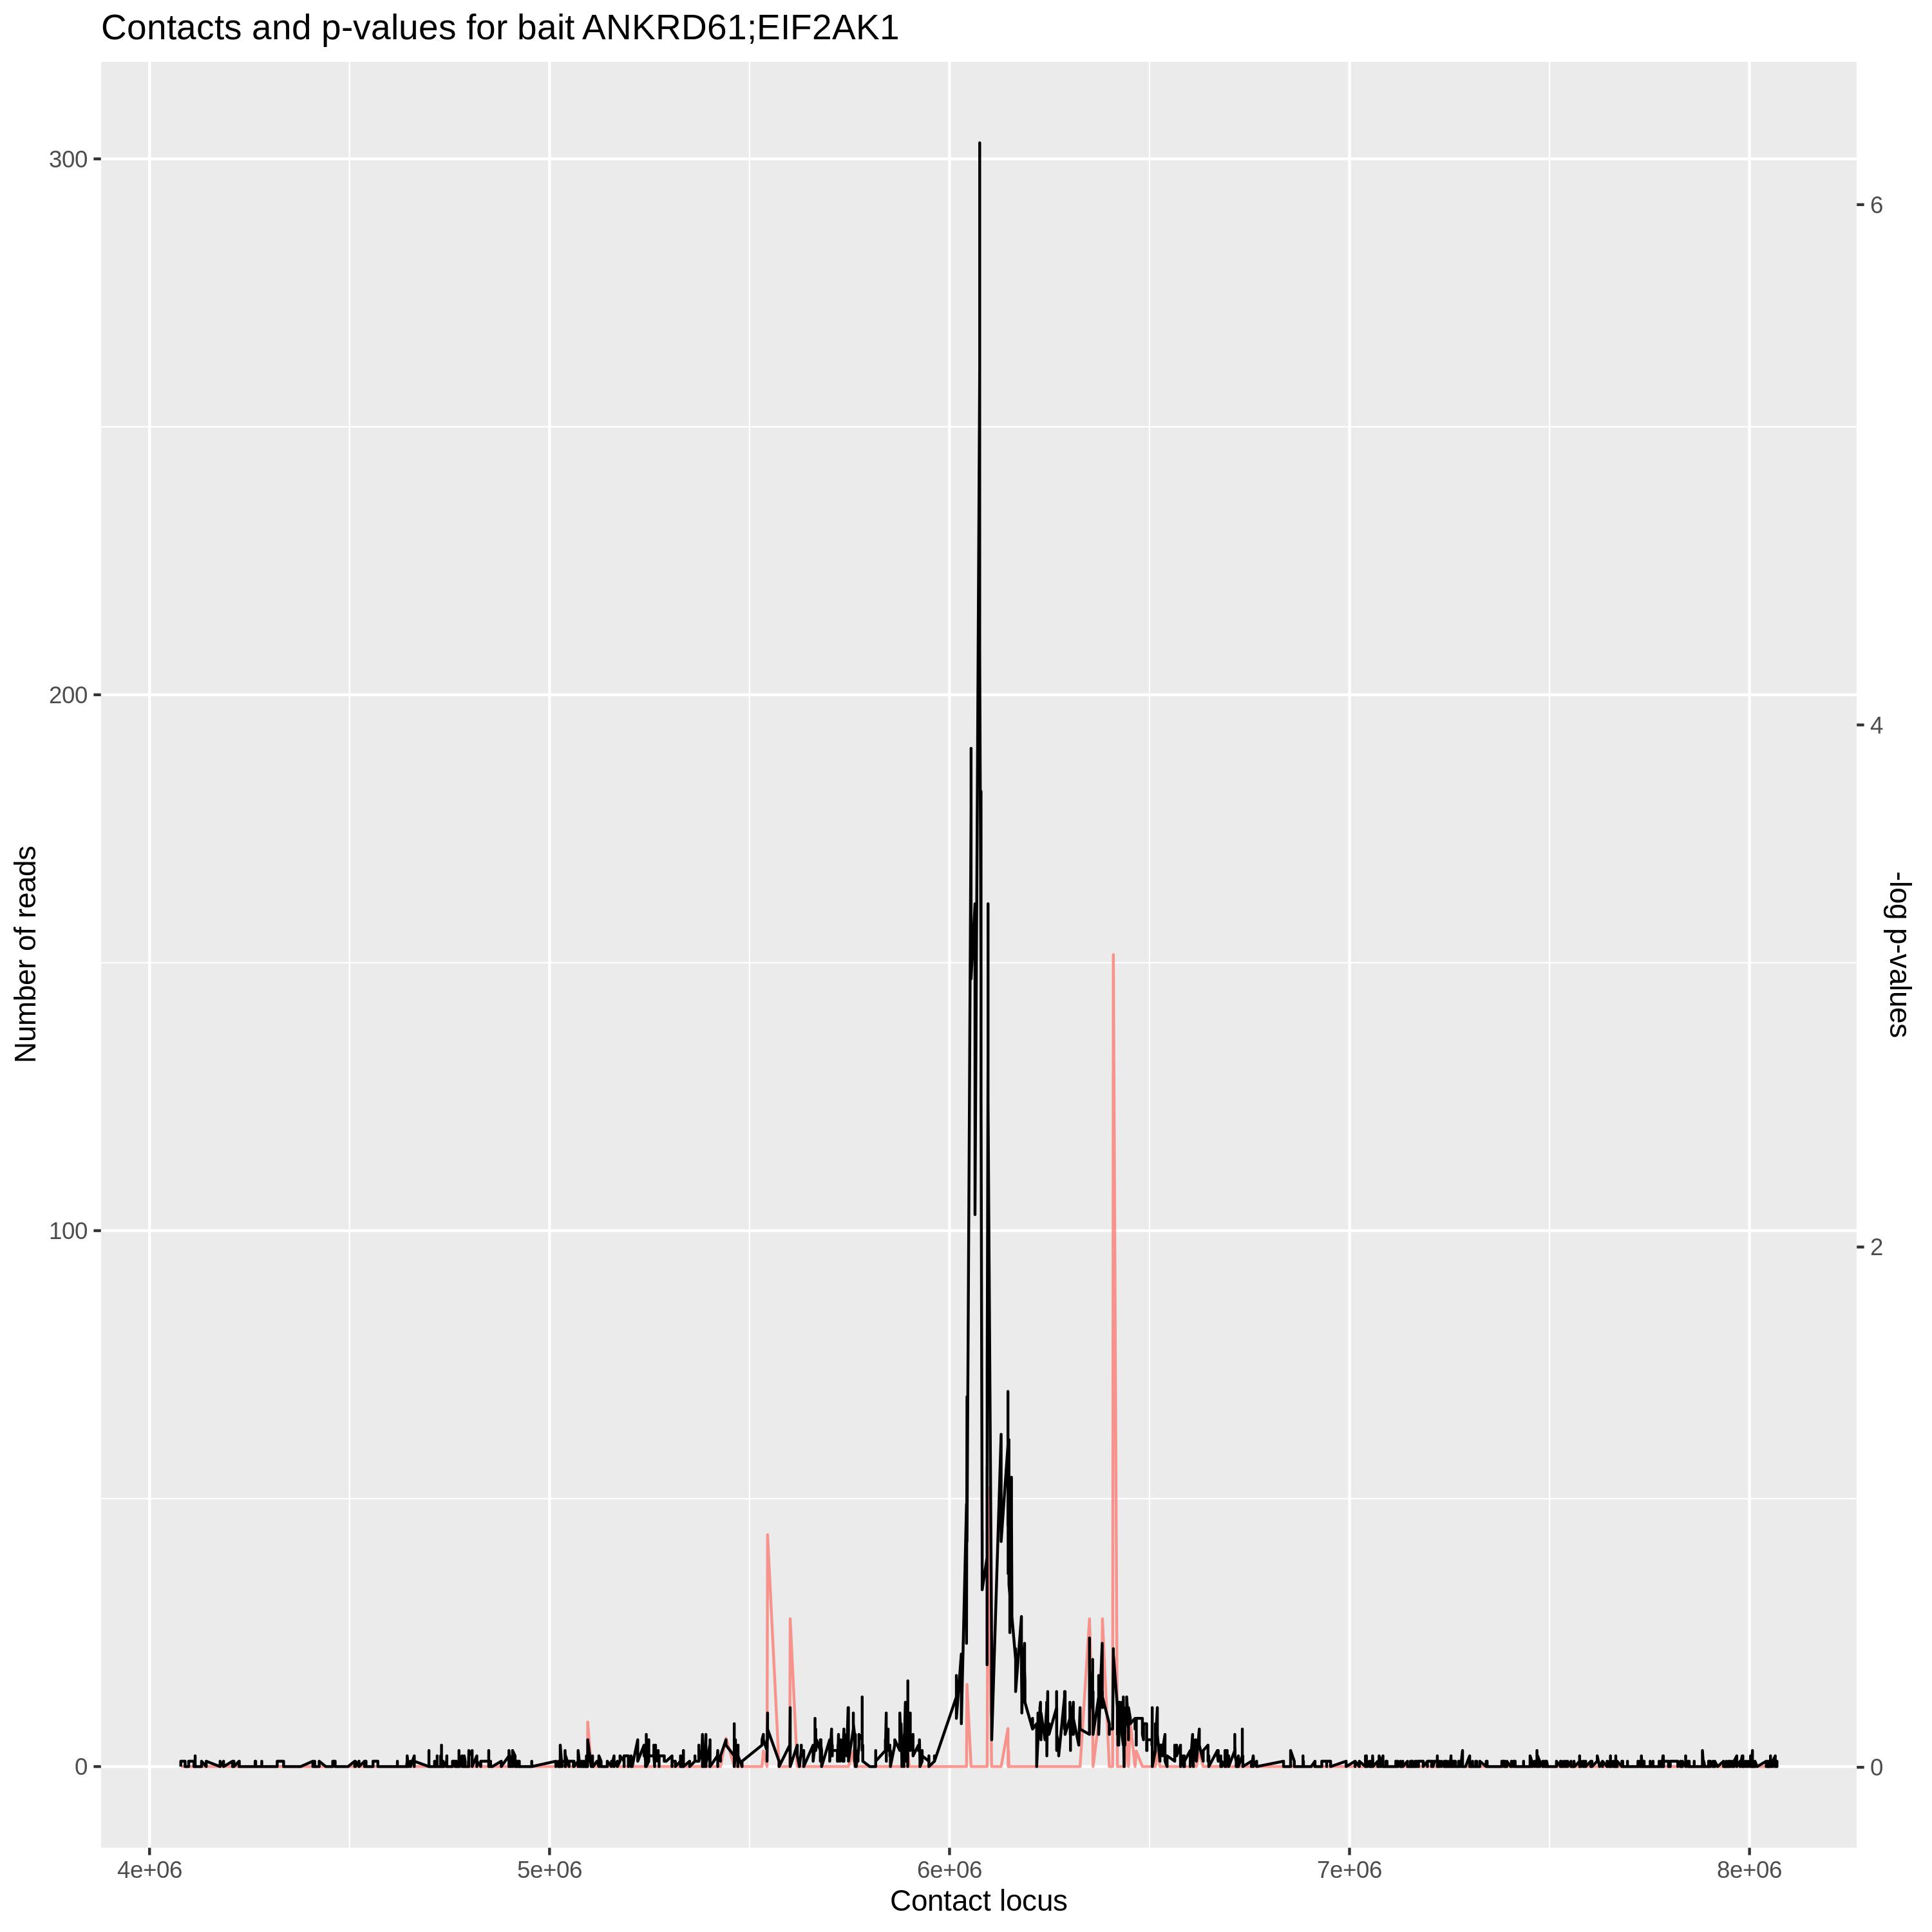 Contacts and p-values for bait ANKRD61;EIF2AK1
300
200
100
0
Number of reads
6
4
2
0
-log p-values
4e+06 5e+06 6e+06 7e+06 8e+06
Contact locus